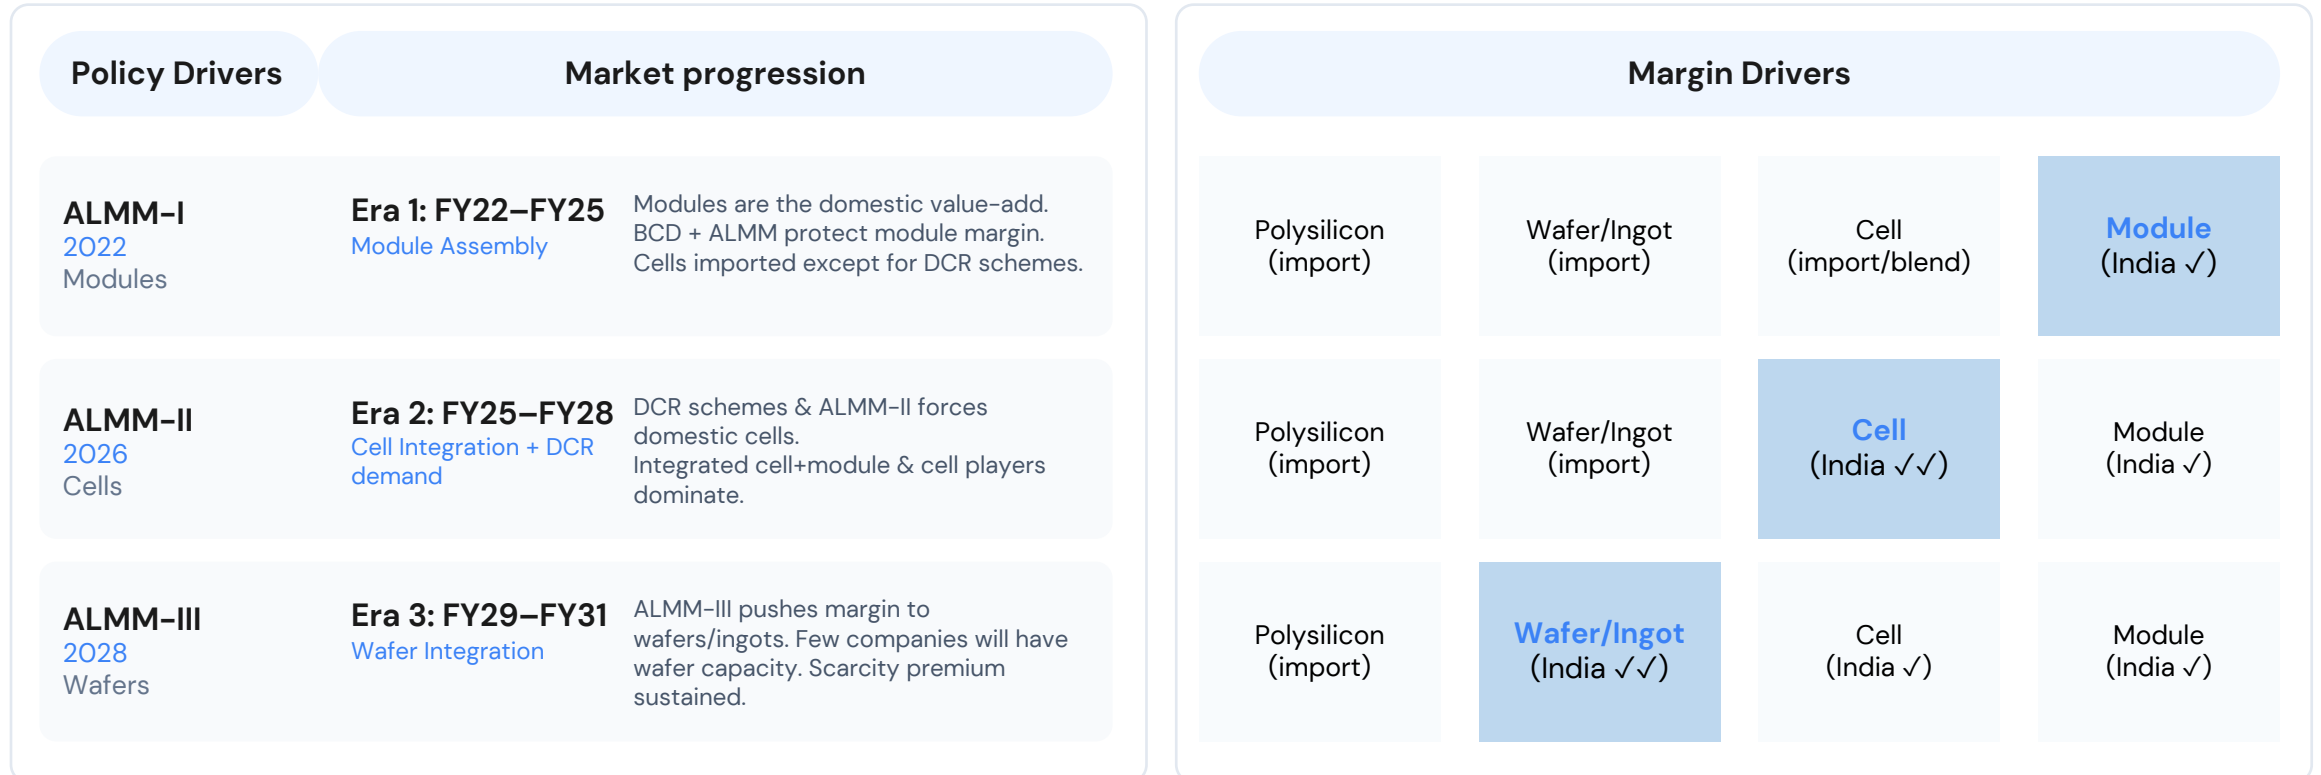 Policy Drivers
Market progression
Margin Drivers
ALMM-I
2022
Modules
Era 1: FY22–FY25
Module Assembly
Modules are the domestic value-add.
BCD + ALMM protect module margin.
Cells imported except for DCR schemes.
Polysilicon
(import)
Wafer/Ingot
(import)
Cell
(import/blend)
Module
(India ✓)
ALMM-II
2026
Cells
Era 2: FY25–FY28
Cell Integration + DCR
demand
DCR schemes & ALMM-II forces
domestic cells.
Integrated cell+module & cell players
dominate.
Polysilicon
(import)
Wafer/Ingot
(import)
Cell
(India ✓✓)
Module
(India ✓)
ALMM-III
2028
Wafers
Era 3: FY29–FY31
Wafer Integration
ALMM-III pushes margin to
wafers/ingots. Few companies will have
wafer capacity. Scarcity premium
sustained.
Polysilicon
(import)
Wafer/Ingot
(India ✓✓)
Cell
(India ✓)
Module
(India ✓)